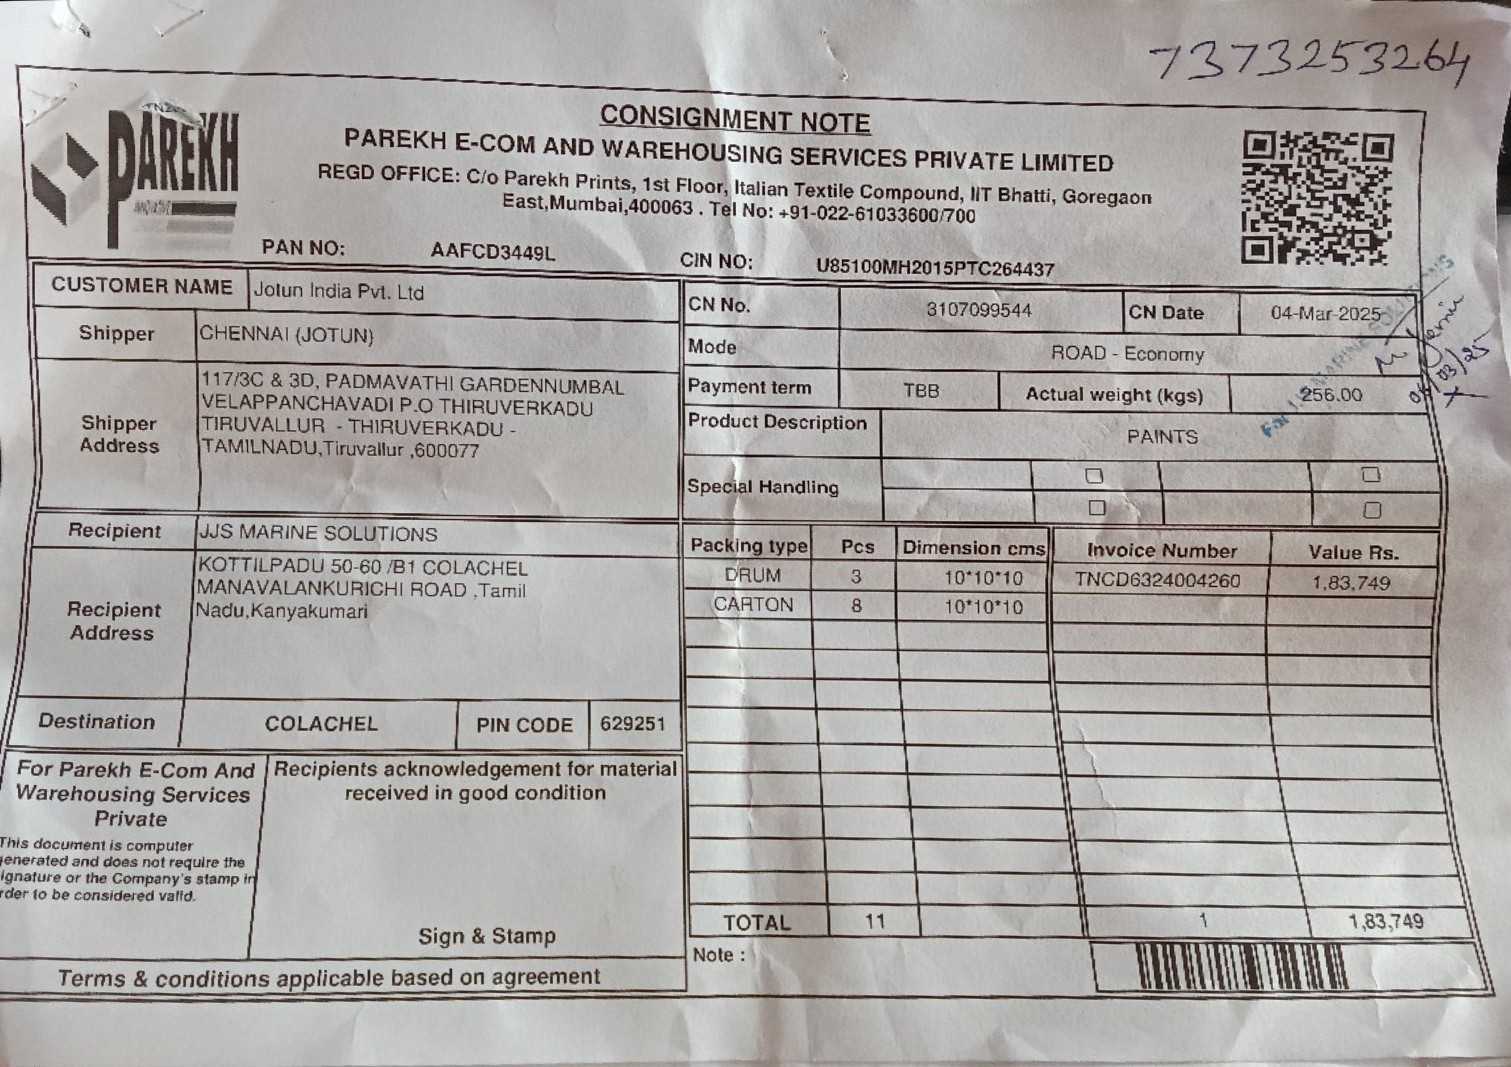 7373253264
PAREKH
CONSIGNMENT NOTE
PAREKH E-COM AND WAREHOUSING SERVICES PRIVATE LIMITED
REGD OFFICE: C/o Parekh Prints, 1st Floor, Italian Textile Compound, IIT Bhatti, Goregaon
East,Mumbai,400063 . Tel No: +91-022-61033600/700
PAN NO: AAFCD3449L CIN NO: U85100MH2015PTC264437
CUSTOMER NAME Jotun India Pvt. Ltd
Shipper CHENNAI (JOTUN)
Shipper Address
117/3C & 3D, PADMAVATHI GARDENNUMBAL
VELAPPANCHAVADI P.O THIRUVERKADU
TIRUVALLUR - THIRUVERKADU -
TAMILNADU,Tiruvallur ,600077
Recipient JJS MARINE SOLUTIONS
Recipient Address
KOTTILPADU 50-60 /B1 COLACHEL
MANAVALANKURICHI ROAD ,Tamil
Nadu,Kanyakumari
Destination COLACHEL PIN CODE 629251
For Parekh E-Com And
Warehousing Services
Private
This document is computer
generated and does not require the
signature or the Company's stamp in
order to be considered valid.
Recipients acknowledgement for material
received in good condition
Sign & Stamp
Terms & conditions applicable based on agreement
CN No. 3107099544 CN Date 04-Mar-2025
Mode ROAD - Economy
Payment term TBB Actual weight (kgs) 256.00
Product Description PAINTS
Special Handling
Packing type Pcs Dimension cms Invoice Number Value Rs.
DRUM 3 10*10*10 TNCD6324004260 1,83,749
CARTON 8 10*10*10
TOTAL 11 1 1,83,749
Note :